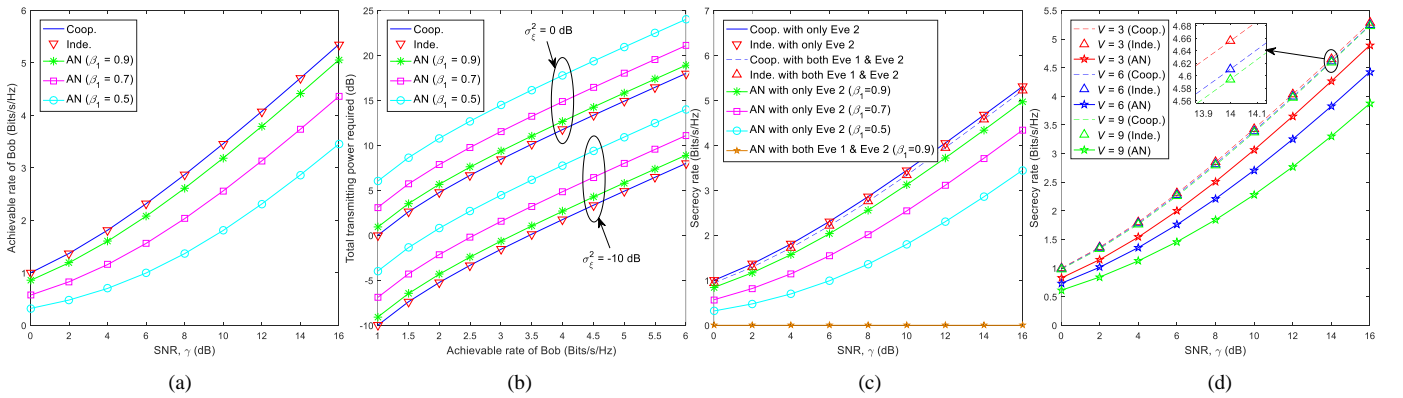 6
5
4
3
2
1
0
Achievable rate of Bob (Bits/s/Hz)
Coop.
Inde.
AN (β1 = 0.9)
AN (β1 = 0.7)
AN (β1 = 0.5)
0 2 4 6 8 10 12 14 16
SNR, γ (dB)
(a)
25
20
15
10
5
0
-5
-10
Total transmitting power required (dB)
Coop.
Inde.
AN (β1 = 0.9)
AN (β1 = 0.7)
AN (β1 = 0.5)
σξ² = 0 dB
σξ² = -10 dB
1 1.5 2 2.5 3 3.5 4 4.5 5 5.5 6
Achievable rate of Bob (Bits/s/Hz)
(b)
7
6
5
4
3
2
1
0
Secrecy rate (Bits/s/Hz)
Coop. with only Eve 2
Inde. with only Eve 2
Coop. with both Eve 1 & Eve 2
Inde. with both Eve 1 & Eve 2
AN with only Eve 2 (β1=0.9)
AN with only Eve 2 (β1=0.7)
AN with only Eve 2 (β1=0.5)
AN with both Eve 1 & Eve 2 (β1=0.9)
0 2 4 6 8 10 12 14 16
SNR, γ (dB)
(c)
5.5
5
4.5
4
3.5
3
2.5
2
1.5
1
0.5
0
Secrecy rate (Bits/s/Hz)
V = 3 (Coop.)
V = 3 (Inde.)
V = 3 (AN)
V = 6 (Coop.)
V = 6 (Inde.)
V = 6 (AN)
V = 9 (Coop.)
V = 9 (Inde.)
V = 9 (AN)
4.68
4.66
4.64
4.62
4.6
4.58
4.56
13.9 14 14.1
0 2 4 6 8 10 12 14 16
SNR, γ (dB)
(d)